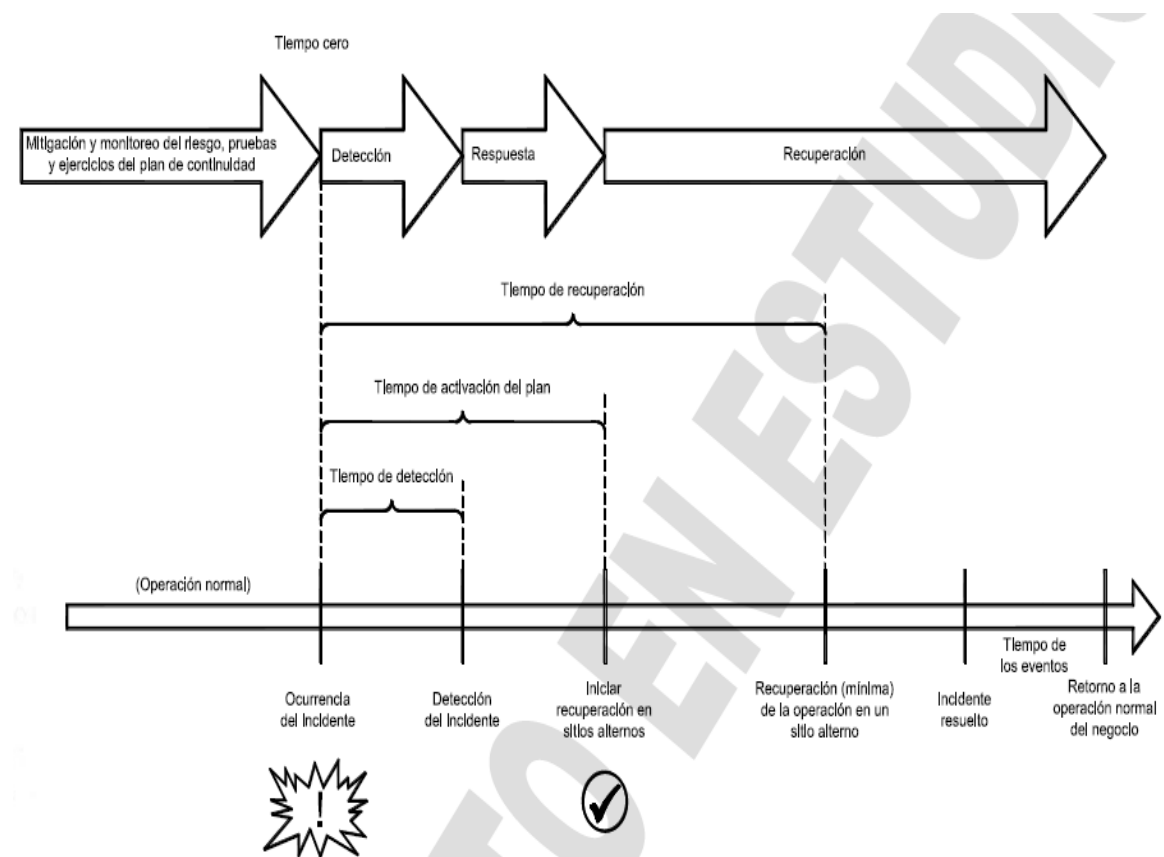 Tiempo cero
Mitigación y monitoreo del riesgo, pruebas
y ejercicios del plan de continuidad
Detección
Respuesta
Recuperación
Tiempo de recuperación
Tiempo de activación del plan
Tiempo de detección
(Operación normal)
Tiempo de
los eventos
Ocurrencia
del incidente
Detección
del incidente
Iniciar
recuperación en
sitios alternos
Recuperación (mínima)
de la operación en un
sitio alterno
Incidente
resuelto
Retorno a la
operación normal
del negocio
!
TO EN ESTUDIO